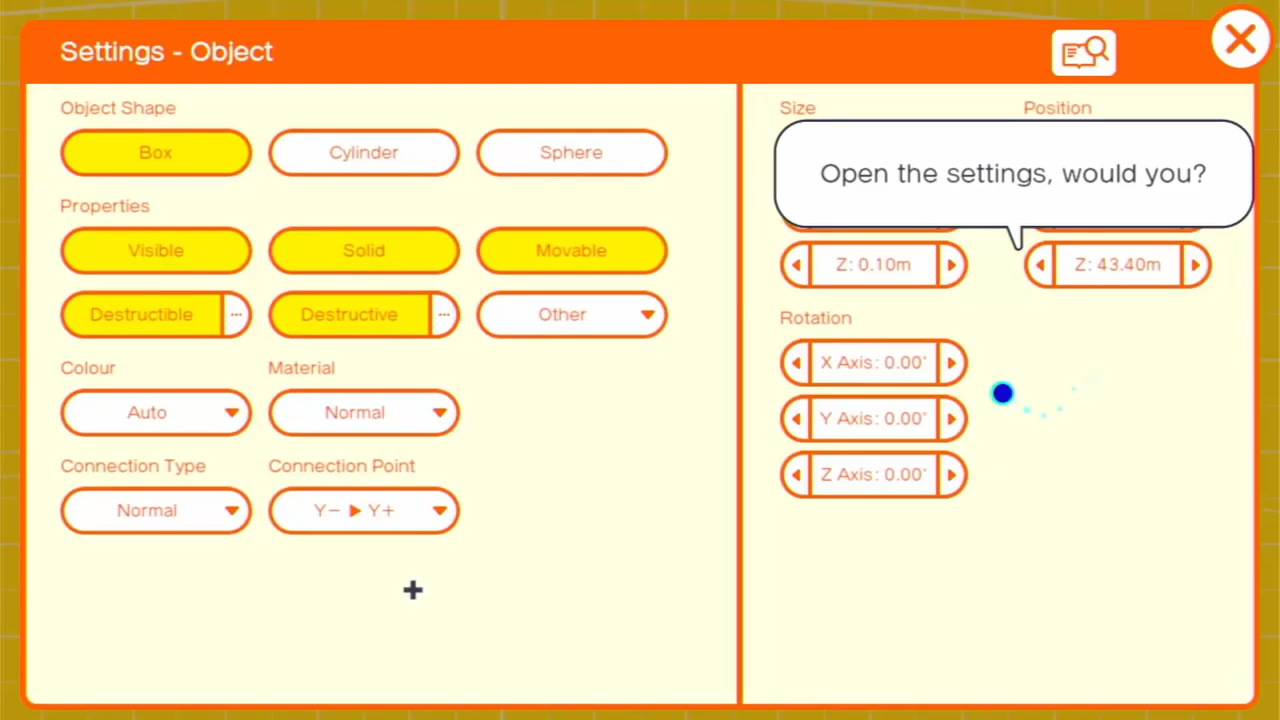 Settings - Object
Object Shape
Box Cylinder Sphere
Properties
Visible Solid Movable
Destructible ... Destructive ... Other
Colour Material
Auto Normal
Connection Type Connection Point
Normal Y- ▶ Y+
Size Position
Open the settings, would you?
Z: 0.10m Z: 43.40m
Rotation
X Axis: 0.00°
Y Axis: 0.00°
Z Axis: 0.00°